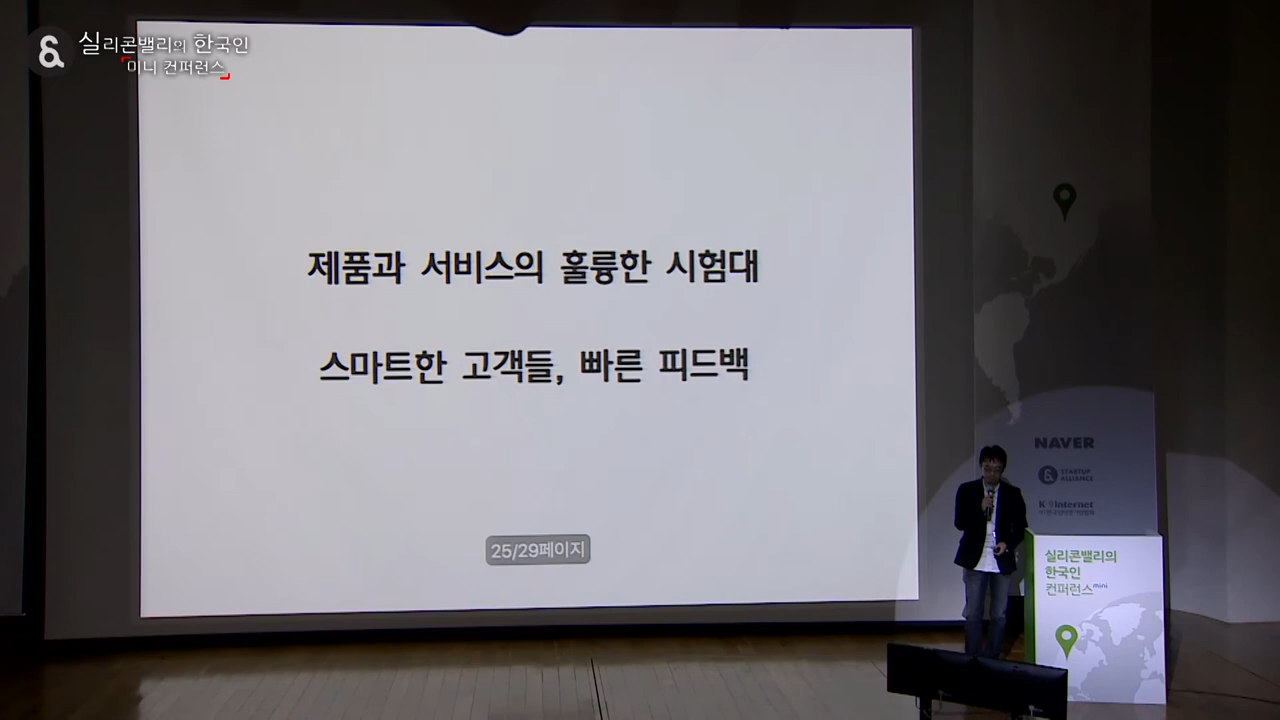 실리콘밸리의 한국인
미니 컨퍼런스
제품과 서비스의 훌륭한 시험대
스마트한 고객들, 빠른 피드백
25/29페이지
NAVER
STARTUP
ALLIANCE
K internet
실리콘밸리의
한국인
컨퍼런스 mini